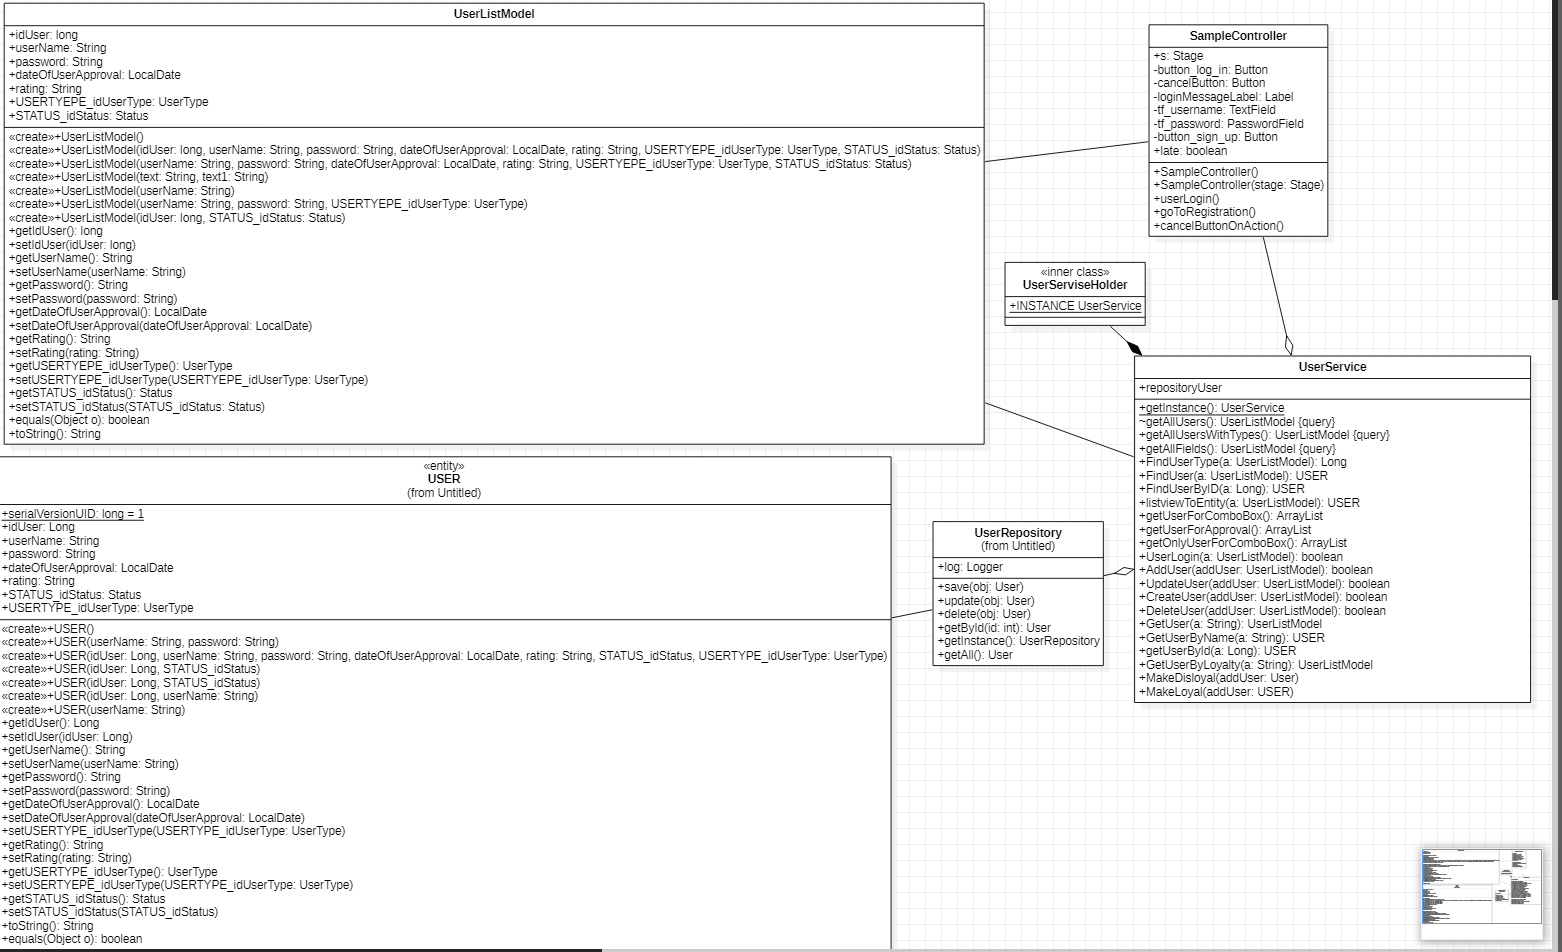 UserListModel
+idUser: long
+userName: String
+password: String
+dateOfUserApproval: LocalDate
+rating: String
+USERTYEPE_idUserType: UserType
+STATUS_idStatus: Status
«create»+UserListModel()
«create»+UserListModel(idUser: long, userName: String, password: String, dateOfUserApproval: LocalDate, rating: String, USERTYEPE_idUserType: UserType, STATUS_idStatus: Status)
«create»+UserListModel(userName: String, password: String, dateOfUserApproval: LocalDate, rating: String, USERTYEPE_idUserType: UserType, STATUS_idStatus: Status)
«create»+UserListModel(text: String, text1: String)
«create»+UserListModel(userName: String)
«create»+UserListModel(userName: String, password: String, USERTYEPE_idUserType: UserType)
«create»+UserListModel(idUser: long, STATUS_idStatus: Status)
+getIdUser(): long
+setIdUser(idUser: long)
+getUserName(): String
+setUserName(userName: String)
+getPassword(): String
+setPassword(password: String)
+getDateOfUserApproval(): LocalDate
+setDateOfUserApproval(dateOfUserApproval: LocalDate)
+getRating(): String
+setRating(rating: String)
+getUSERTYEPE_idUserType(): UserType
+setUSERTYEPE_idUserType(USERTYEPE_idUserType: UserType)
+getSTATUS_idStatus(): Status
+setSTATUS_idStatus(STATUS_idStatus: Status)
+equals(Object o): boolean
+toString(): String
SampleController
+s: Stage
-button_log_in: Button
-cancelButton: Button
-loginMessageLabel: Label
-tf_username: TextField
-tf_password: PasswordField
-button_sign_up: Button
+late: boolean
+SampleController()
+SampleController(stage: Stage)
+userLogin()
+goToRegistration()
+cancelButtonOnAction()
«inner class»
UserServiseHolder
+INSTANCE UserService
UserService
+repositoryUser
+getInstance(): UserService
~getAllUsers(): UserListModel {query}
+getAllUsersWithTypes(): UserListModel {query}
+getAllFields(): UserListModel {query}
+FindUserType(a: UserListModel): Long
+FindUser(a: UserListModel): USER
+FindUserByID(a: Long): USER
+listviewToEntity(a: UserListModel): USER
+getUserForComboBox(): ArrayList
+getUserForApproval(): ArrayList
+getOnlyUserForComboBox(): ArrayList
+UserLogin(a: UserListModel): boolean
+AddUser(addUser: UserListModel): boolean
+UpdateUser(addUser: UserListModel): boolean
+CreateUser(addUser: UserListModel): boolean
+DeleteUser(addUser: UserListModel): boolean
+GetUser(a: String): UserListModel
+GetUserByName(a: String): USER
+getUserById(a: Long): USER
+GetUserByLoyalty(a: String): UserListModel
+MakeDisloyal(addUser: User)
+MakeLoyal(addUser: USER)
«entity»
USER
(from Untitled)
+serialVersionUID: long = 1
+idUser: Long
+userName: String
+password: String
+dateOfUserApproval: LocalDate
+rating: String
+STATUS_idStatus: Status
+USERTYPE_idUserType: UserType
«create»+USER()
«create»+USER(userName: String, password: String)
«create»+USER(idUser: Long, userName: String, password: String, dateOfUserApproval: LocalDate, rating: String, STATUS_idStatus, USERTYPE_idUserType: UserType)
«create»+USER(idUser: Long, STATUS_idStatus)
«create»+USER(idUser: Long, STATUS_idStatus)
«create»+USER(idUser: Long, userName: String)
«create»+USER(userName: String)
+getIdUser(): Long
+setIdUser(idUser: Long)
+getUserName(): String
+setUserName(userName: String)
+getPassword(): String
+setPassword(password: String)
+getDateOfUserApproval(): LocalDate
+setDateOfUserApproval(dateOfUserApproval: LocalDate)
+setUSERTYPE_idUserType(USERTYPE_idUserType: UserType)
+getRating(): String
+setRating(rating: String)
+getUSERTYPE_idUserType(): UserType
+setUSERTYEPE_idUserType(USERTYEPE_idUserType: UserType)
+getSTATUS_idStatus(): Status
+setSTATUS_idStatus(STATUS_idStatus)
+toString(): String
+equals(Object o): boolean
UserRepository
(from Untitled)
+log: Logger
+save(obj: User)
+update(obj: User)
+delete(obj: User)
+getById(id: int): User
+getInstance(): UserRepository
+getAll(): User